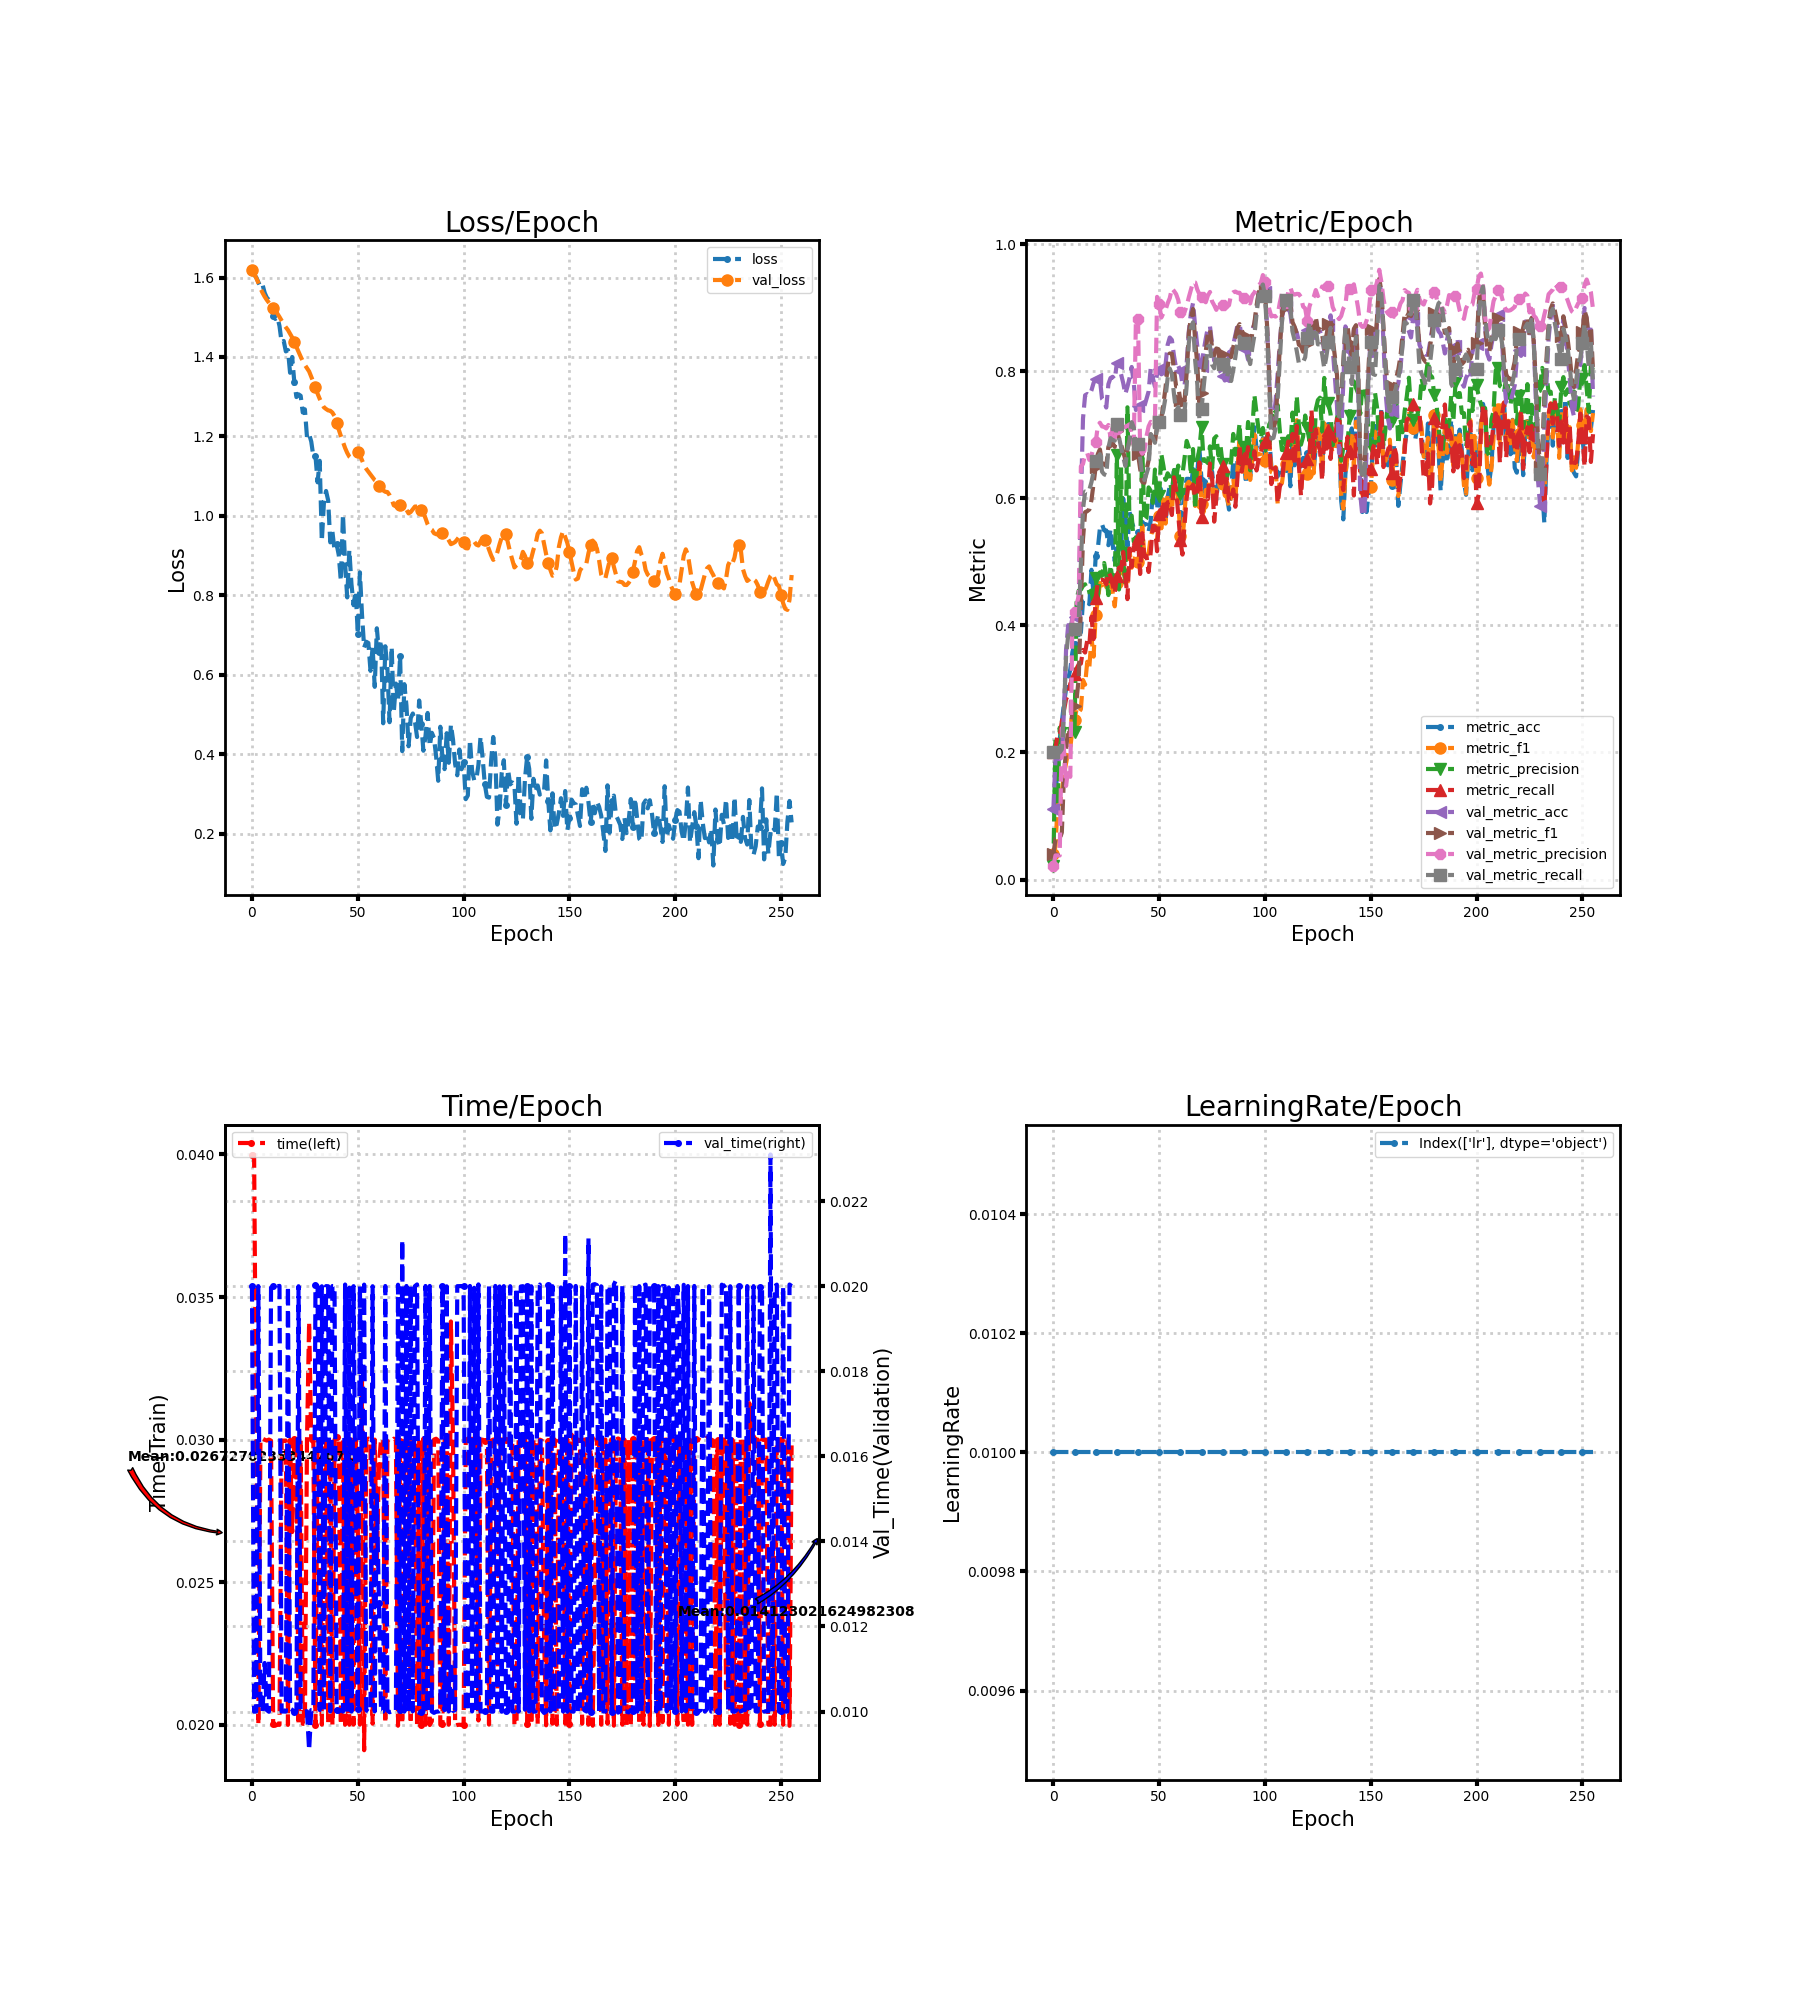 Loss/Epoch
Loss
1.6
1.4
1.2
1.0
0.8
0.6
0.4
0.2
loss
val_loss
0 50 100 150 200 250
Epoch
Metric/Epoch
Metric
1.0
0.8
0.6
0.4
0.2
0.0
metric_acc
metric_f1
metric_precision
metric_recall
val_metric_acc
val_metric_f1
val_metric_precision
val_metric_recall
0 50 100 150 200 250
Epoch
Time/Epoch
0.040
0.035
0.030
0.025
0.020
time(left)
val_time(right)
0.022
0.020
0.018
0.016
0.014
0.012
0.010
Val_Time(Validation)
0 50 100 150 200 250
Epoch
LearningRate/Epoch
LearningRate
0.0104
0.0102
0.0100
0.0098
0.0096
Index(['lr'], dtype='object')
0 50 100 150 200 250
Epoch